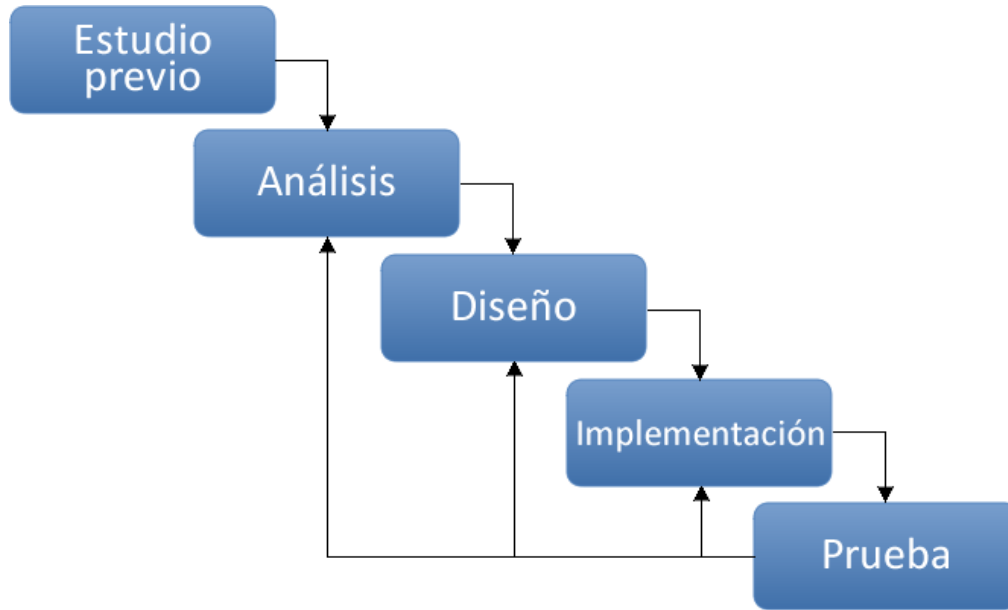 Estudio
previo
Análisis
Diseño
Implementación
Prueba